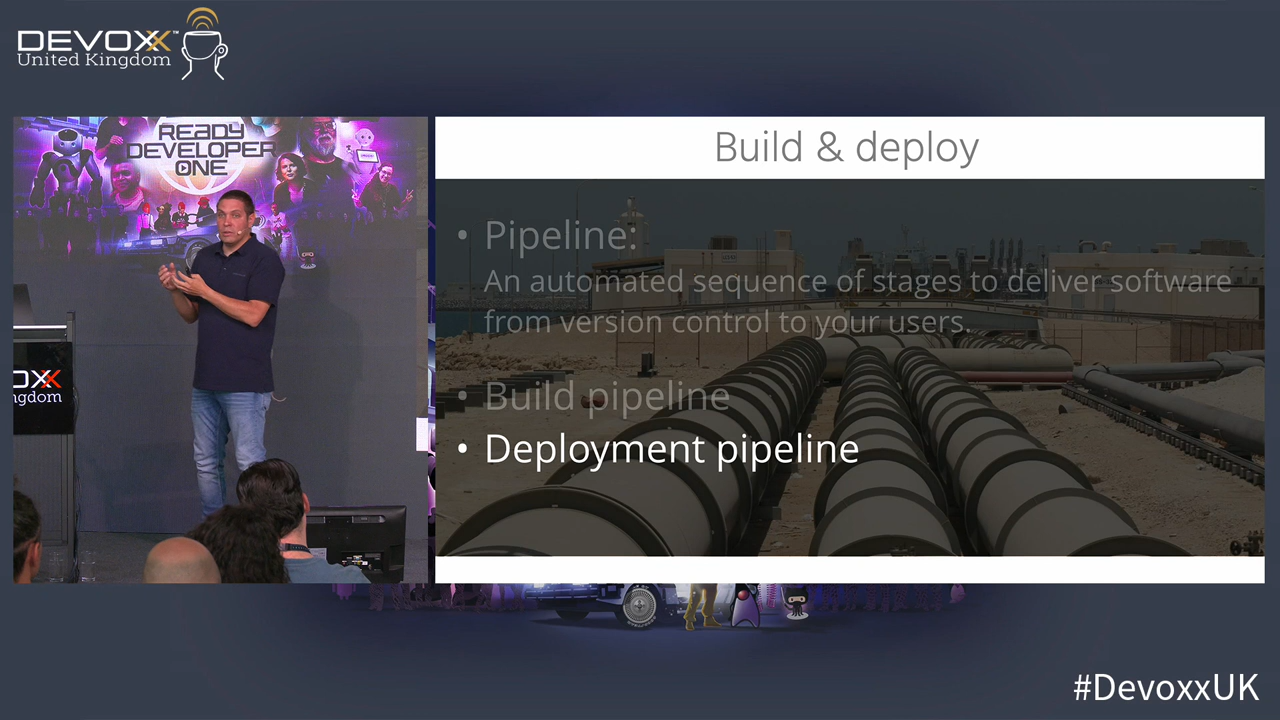 DEVOXX™
United Kingdom
READY
DEVELOPER
ONE
OXX
ngdom
Build & deploy
• Pipeline:
An automated sequence of stages to deliver software
from version control to your users.
• Build pipeline
• Deployment pipeline
#DevoxxUK